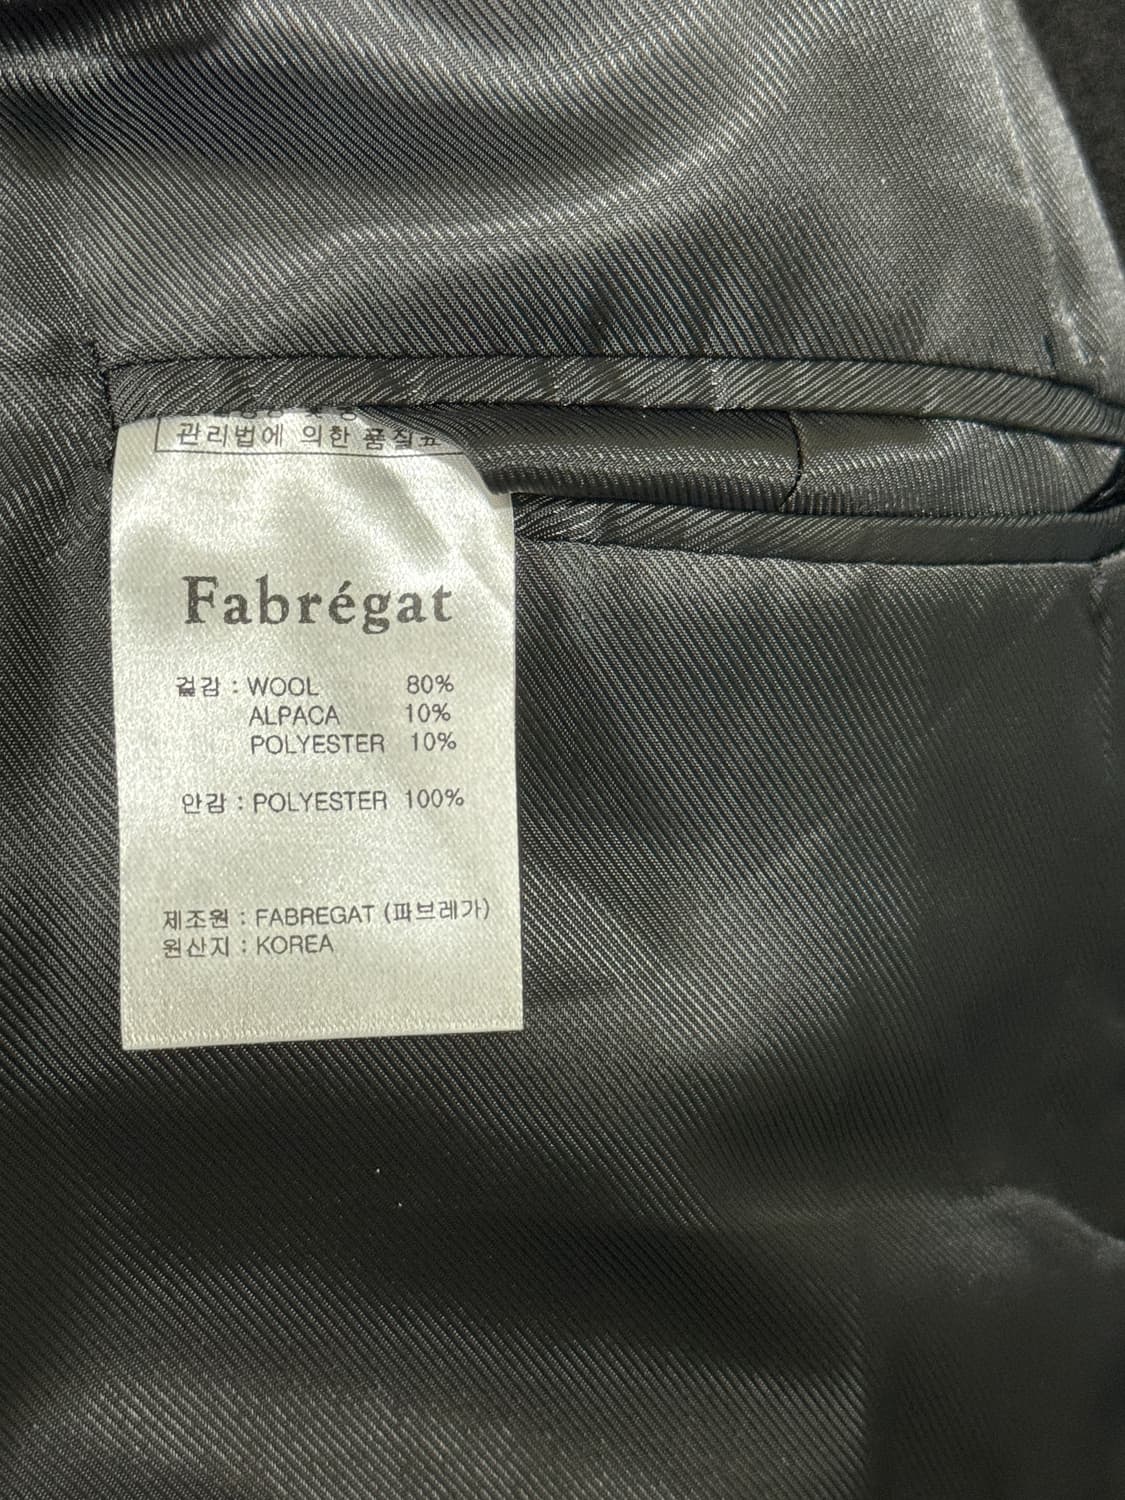 관리법에 의한 품질표
Fabrégat
겉감 : WOOL 80%
ALPACA 10%
POLYESTER 10%
안감 : POLYESTER 100%
제조원 : FABREGAT (파브레가)
원산지 : KOREA